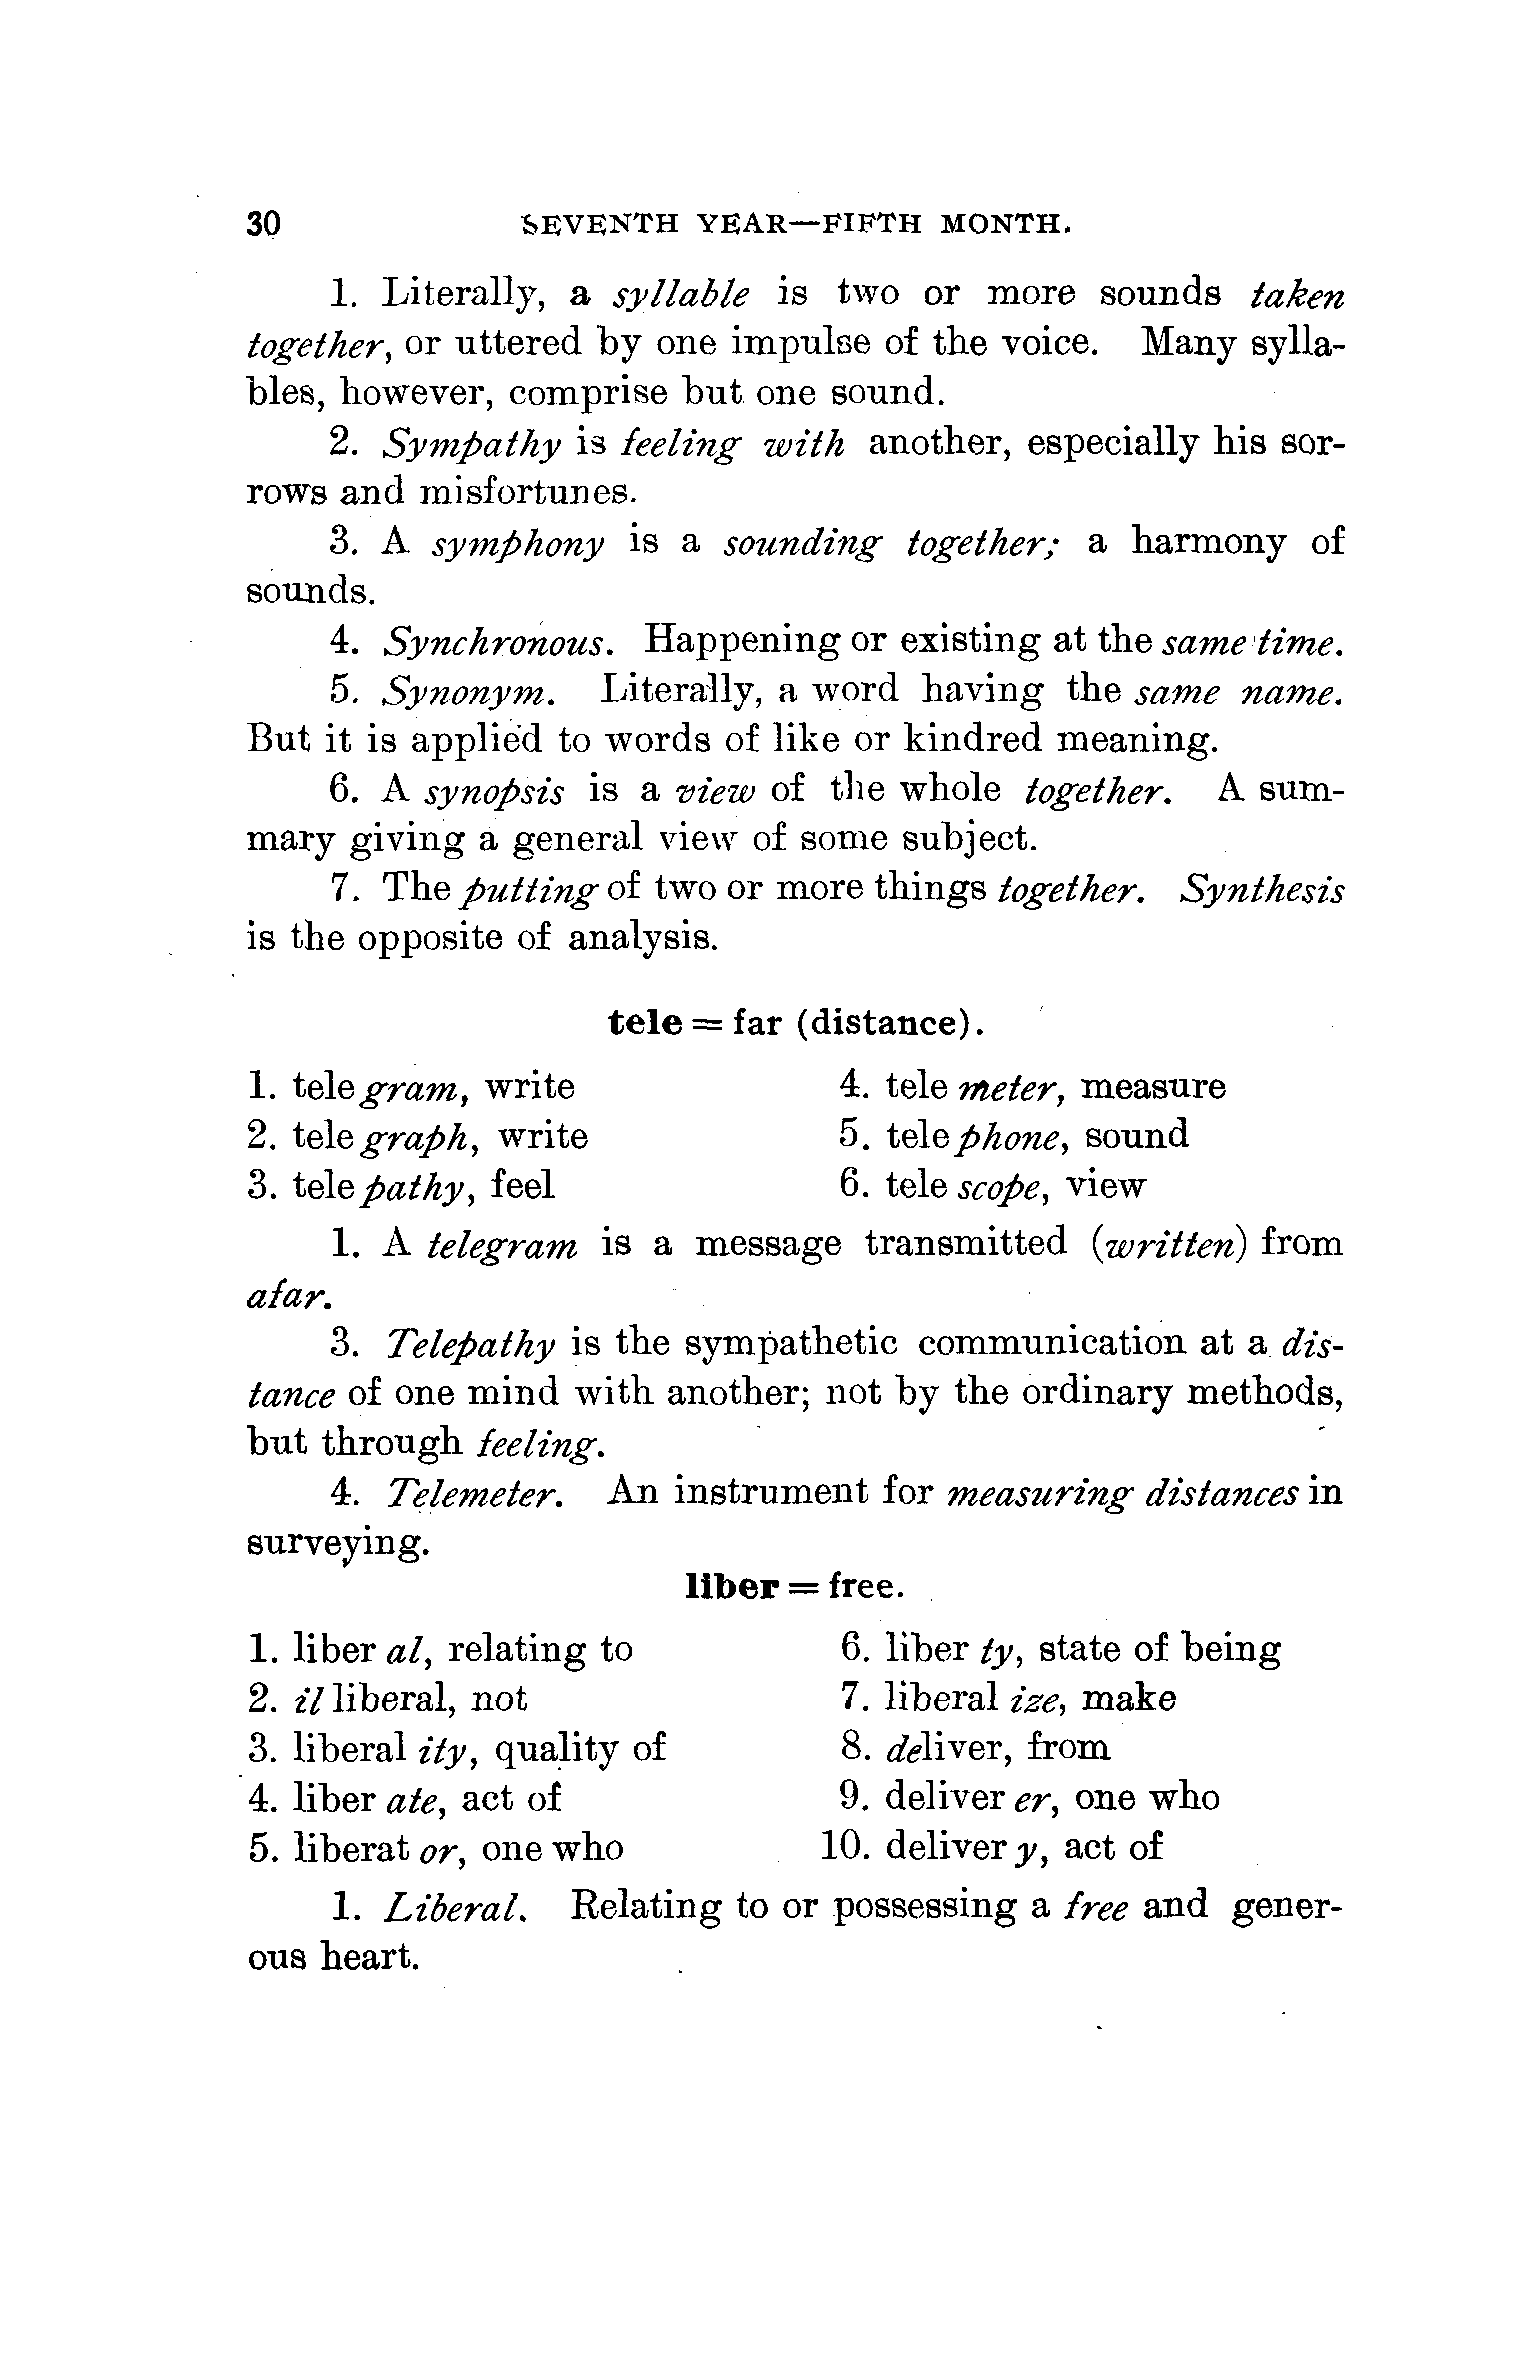 30 SEVENTH YEAR—FIFTH MONTH.
1. Literally, a syllable is two or more sounds taken
together, or uttered by one impulse of the voice. Many sylla-
bles, however, comprise but one sound.
2. Sympathy is feeling with another, especially his sor-
rows and misfortunes.
3. A symphony is a sounding together; a harmony of
sounds.
4. Synchronous. Happening or existing at the same time.
5. Synonym. Literally, a word having the same name.
But it is applied to words of like or kindred meaning.
6. A synopsis is a view of the whole together. A sum-
mary giving a general view of some subject.
7. The putting of two or more things together. Synthesis
is the opposite of analysis.
tele = far (distance).
1. tele gram, write
2. tele graph, write
3. tele pathy, feel
4. tele meter, measure
5. tele phone, sound
6. tele scope, view
1. A telegram is a message transmitted (written) from
afar.
3. Telepathy is the sympathetic communication at a dis-
tance of one mind with another; not by the ordinary methods,
but through feeling.
4. Telemeter. An instrument for measuring distances in
surveying.
liber = free.
1. liber al, relating to
2. il liberal, not
3. liberal ity, quality of
4. liber ate, act of
5. liberat or, one who
6. liber ty, state of being
7. liberal ize, make
8. deliver, from
9. deliver er, one who
10. deliver y, act of
1. Liberal. Relating to or possessing a free and gener-
ous heart.